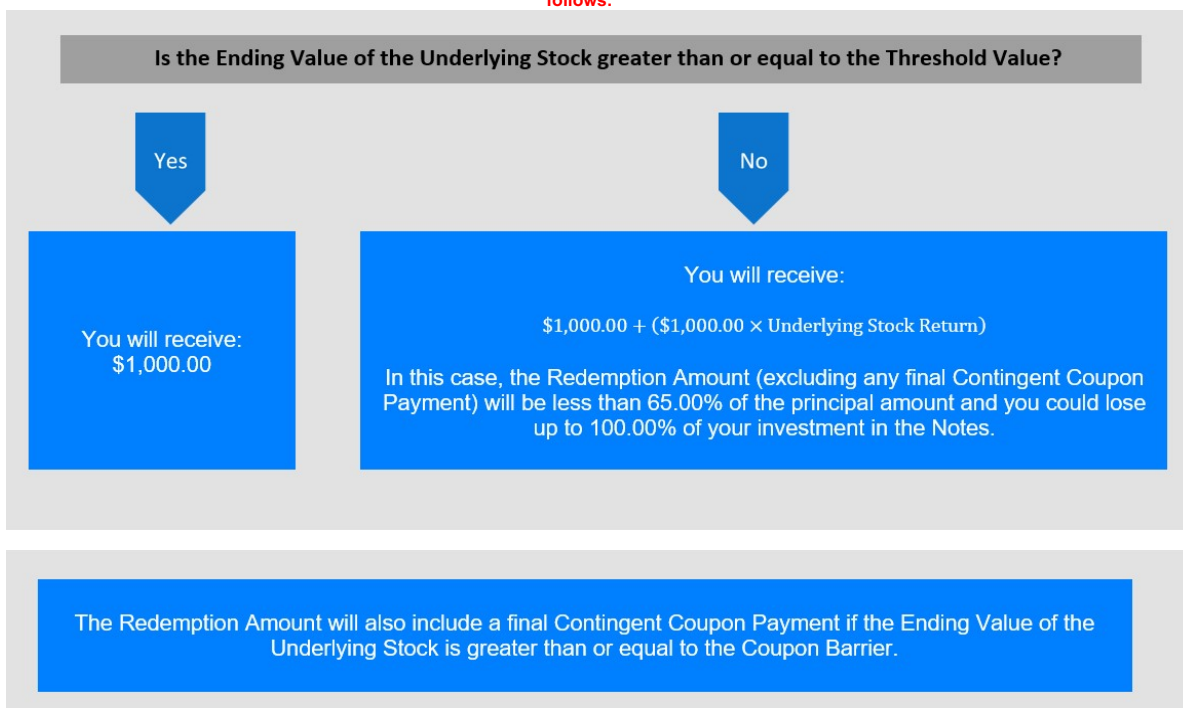 follows:
Is the Ending Value of the Underlying Stock greater than or equal to the Threshold Value?
Yes
No
You will receive:
$1,000.00
You will receive:
$1,000.00 + ($1,000.00 × Underlying Stock Return)
In this case, the Redemption Amount (excluding any final Contingent Coupon
Payment) will be less than 65.00% of the principal amount and you could lose
up to 100.00% of your investment in the Notes.
The Redemption Amount will also include a final Contingent Coupon Payment if the Ending Value of the
Underlying Stock is greater than or equal to the Coupon Barrier.